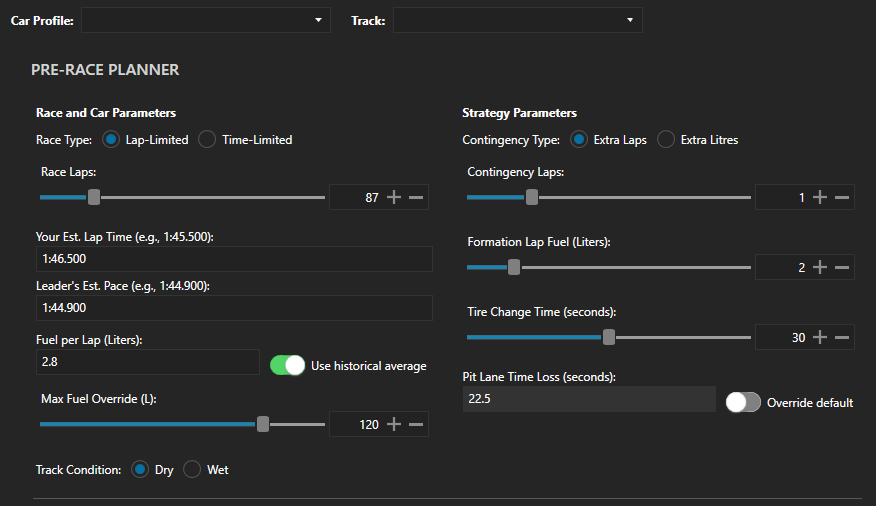 Car Profile: Track:
PRE-RACE PLANNER
Race and Car Parameters
Race Type: Lap-Limited Time-Limited
Race Laps:
87
Your Est. Lap Time (e.g., 1:45.500):
1:46.500
Leader's Est. Pace (e.g., 1:44.900):
1:44.900
Fuel per Lap (Liters):
2.8
Use historical average
Max Fuel Override (L):
120
Track Condition: Dry Wet
Strategy Parameters
Contingency Type: Extra Laps Extra Litres
Contingency Laps:
1
Formation Lap Fuel (Liters):
2
Tire Change Time (seconds):
30
Pit Lane Time Loss (seconds):
22.5
Override default